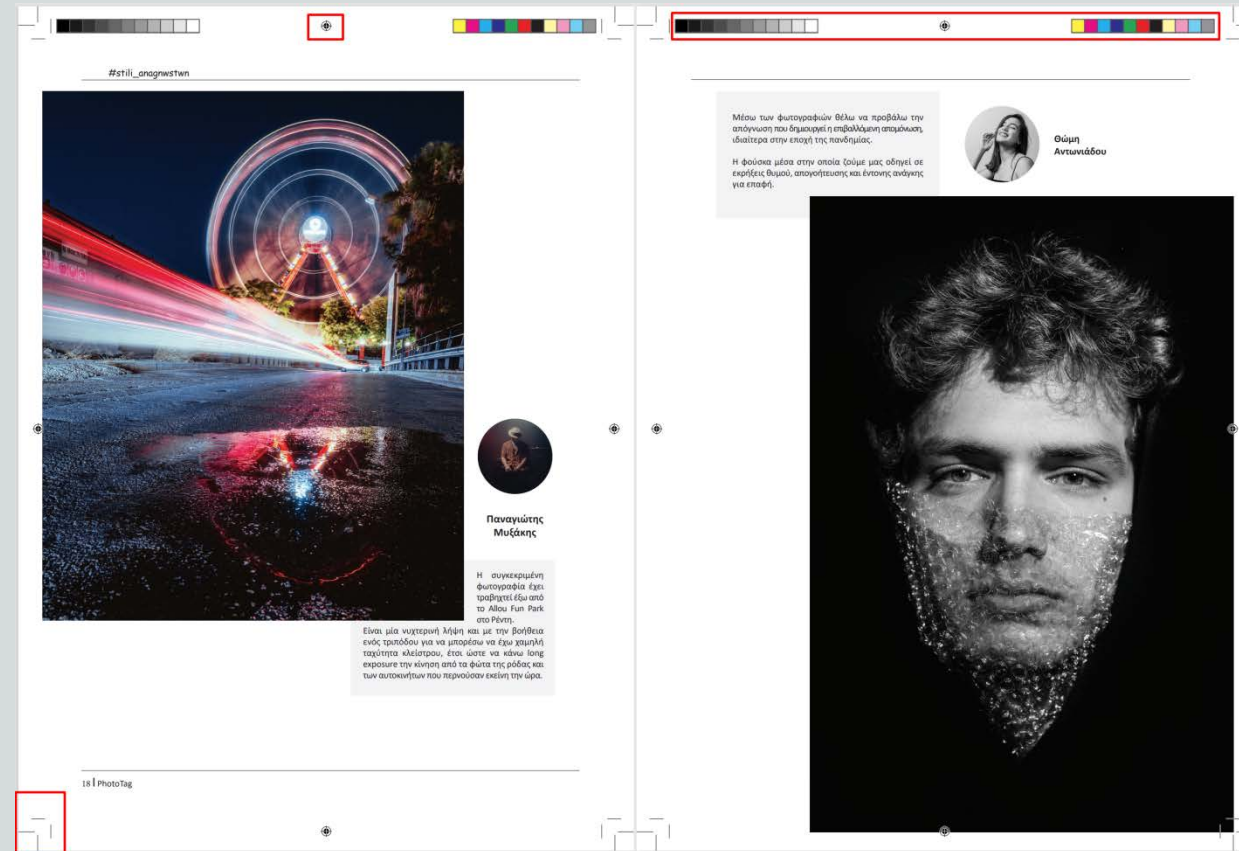 #stili_anagnwstwn
Παναγιώτης
Μυξάκης
Η συγκεκριμένη
φωτογραφία έχει
τραβηχτεί έξω από
το Allou Fun Park
στο Ρέντη.
Είναι μία νυχτερινή λήψη και με την βοήθεια
ενός τριπόδου για να μπορέσω να έχω χαμηλή
ταχύτητα κλείστρου, έτσι ώστε να κάνω long
exposure την κίνηση από τα φώτα της ρόδας και
των αυτοκινήτων που περνούσαν εκείνη την ώρα.
18 | PhotoTag
Μέσω των φωτογραφιών θέλω να προβάλω την
απόγνωση που δημιουργεί η επιβαλλόμενη απομόνωση,
ιδιαίτερα στην εποχή της πανδημίας.
Η φούσκα μέσα στην οποία ζούμε μας οδηγεί σε
εκρήξεις θυμού, απογοήτευσης και έντονης ανάγκης
για επαφή.
Θώμη
Αντωνιάδου